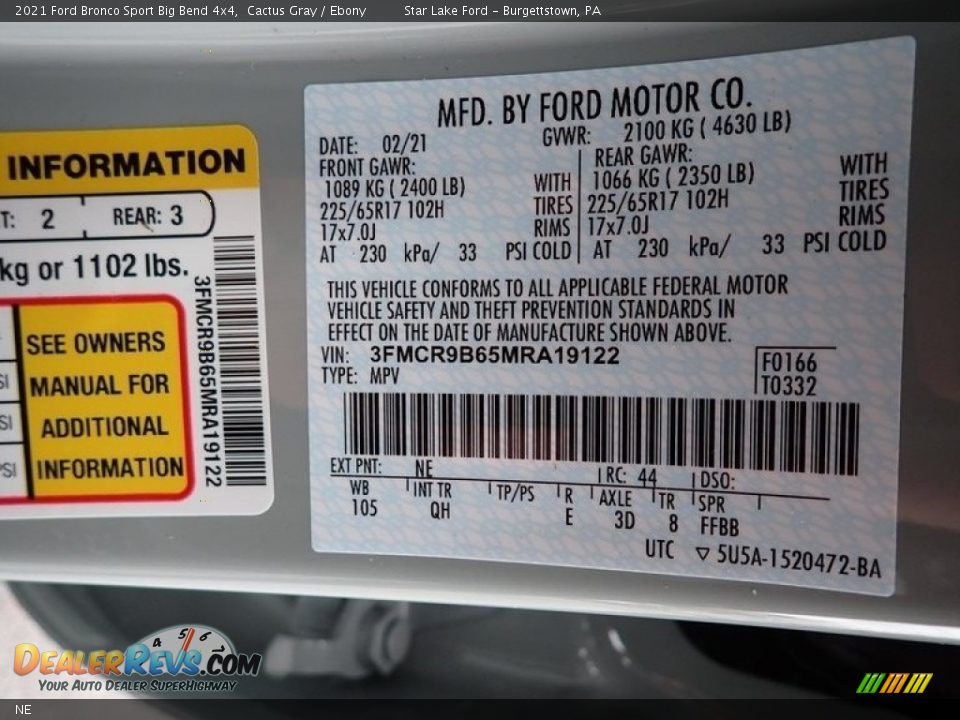 2021 Ford Bronco Sport Big Bend 4x4, Cactus Gray / Ebony Star Lake Ford - Burgettstown, PA
INFORMATION
T: 2 REAR: 3
kg or 1102 lbs.
SEE OWNERS
MANUAL FOR
ADDITIONAL
INFORMATION
3FMCR9B65MRA19122
MFD. BY FORD MOTOR CO.
DATE: 02/21 GVWR: 2100 KG ( 4630 LB)
FRONT GAWR: REAR GAWR:
1089 KG ( 2400 LB) WITH 1066 KG ( 2350 LB) WITH
225/65R17 102H TIRES 225/65R17 102H TIRES
17x7.0J RIMS 17x7.0J RIMS
AT 230 kPa/ 33 PSI COLD AT 230 kPa/ 33 PSI COLD
THIS VEHICLE CONFORMS TO ALL APPLICABLE FEDERAL MOTOR
VEHICLE SAFETY AND THEFT PREVENTION STANDARDS IN
EFFECT ON THE DATE OF MANUFACTURE SHOWN ABOVE.
VIN: 3FMCR9B65MRA19122
TYPE: MPV
F0166
T0332
EXT PNT: NE RC: 44 DSO:
WB INT TR TP/PS R AXLE TR SPR
105 QH E 3D 8 FFBB
UTC ▽ 5U5A-1520472-BA
4 5 6
DEALERREVS.COM
YOUR AUTO DEALER SUPERHIGHWAY
NE